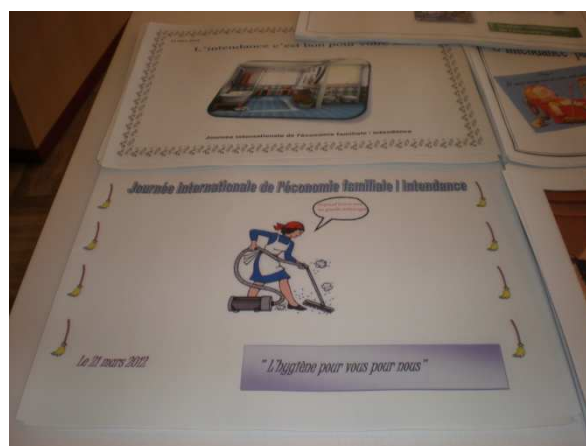 L'intendance c'est bon pour
Journée internationale de l'économie familiale : intendance
Journée internationale de l'économie familiale / intendance
Le 21 mars 2012
"L'hygiène pour vous pour nous"